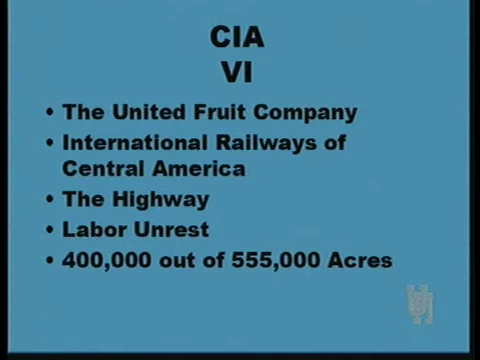 CIA
VI
• The United Fruit Company
• International Railways of
Central America
• The Highway
• Labor Unrest
• 400,000 out of 555,000 Acres